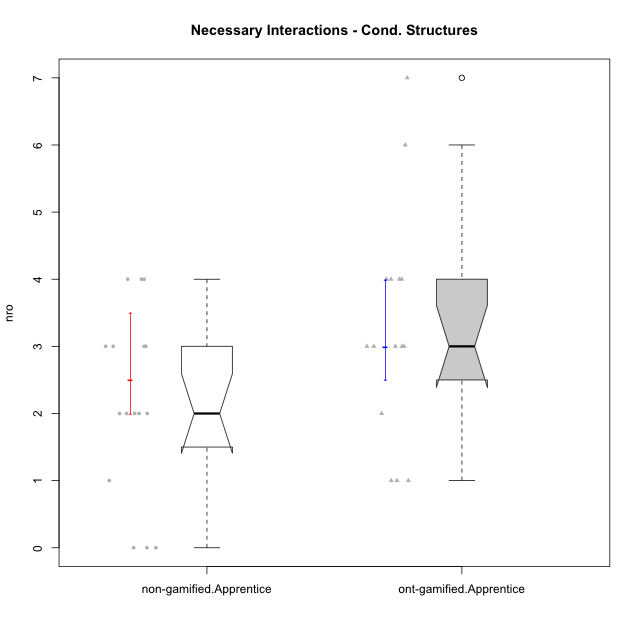 Necessary Interactions - Cond. Structures
7
6
5
4
3
2
1
0
nro
non-gamified.Apprentice
ont-gamified.Apprentice